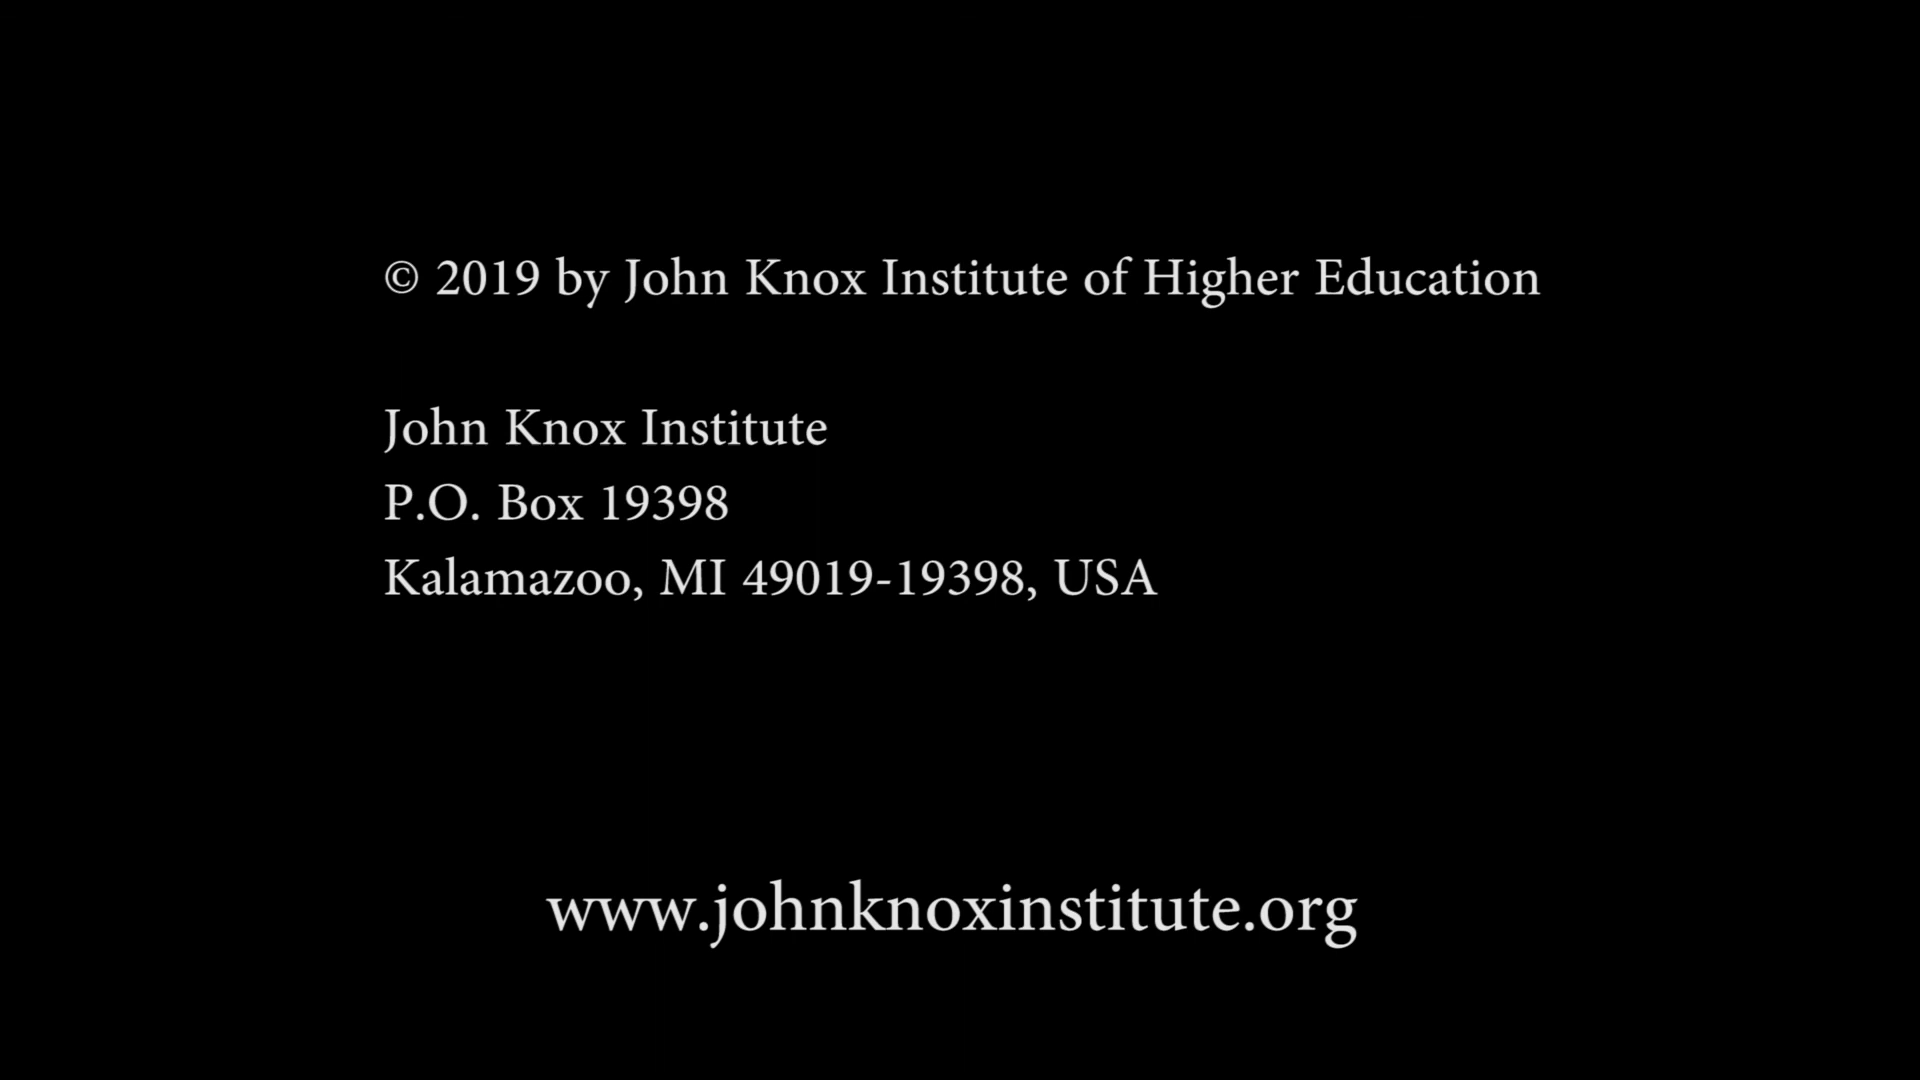 © 2019 by John Knox Institute of Higher Education
John Knox Institute
P.O. Box 19398
Kalamazoo, MI 49019-19398, USA
www.johnknoxinstitute.org